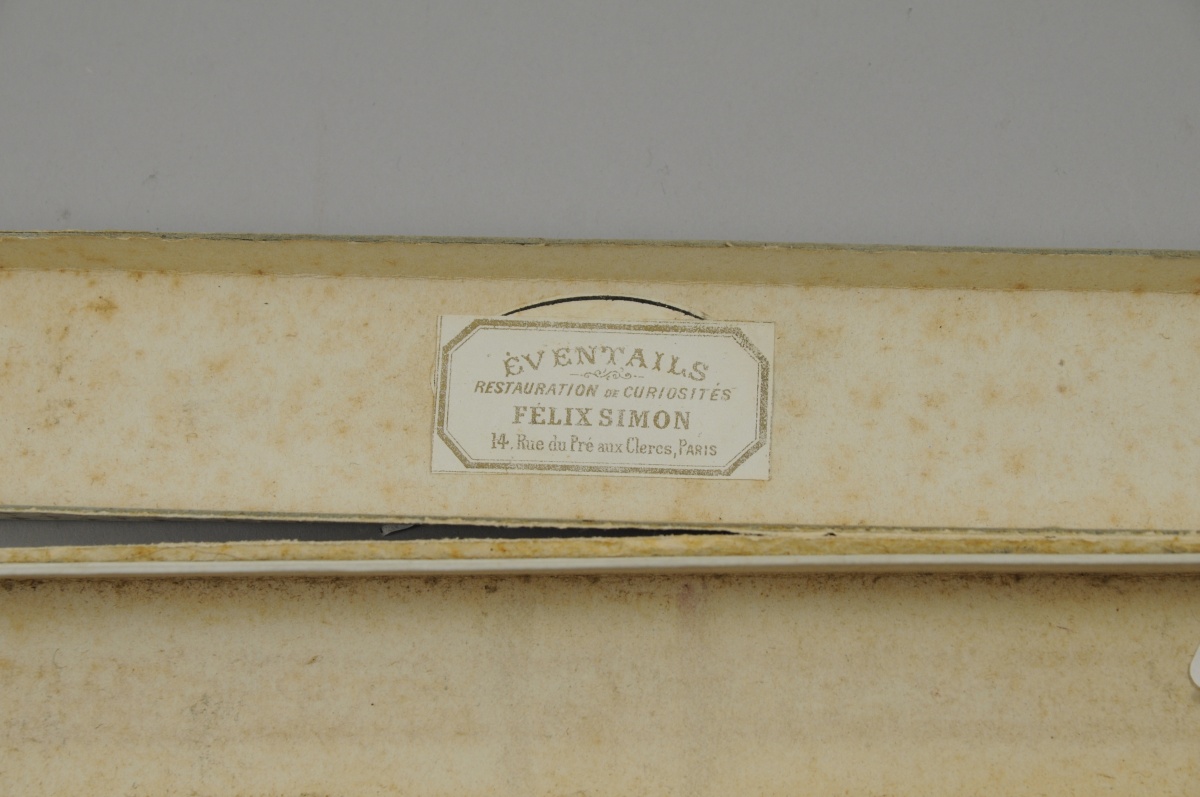 ÉVENTAILS
RESTAURATION DE CURIOSITÉS
FÉLIX SIMON
14. Rue du Pré aux Clercs, PARIS